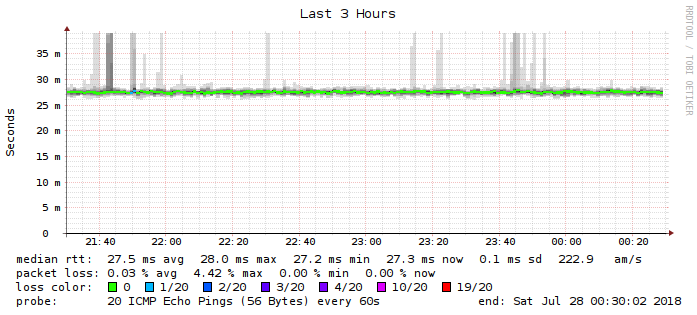 Last 3 Hours
RRDTOOL / TOBI OETIKER
Seconds
35 m
30 m
25 m
20 m
15 m
10 m
5 m
0
21:40 22:00 22:20 22:40 23:00 23:20 23:40 00:00 00:20
median rtt: 27.5 ms avg 28.0 ms max 27.2 ms min 27.3 ms now 0.1 ms sd 222.9 am/s
packet loss: 0.03 % avg 4.42 % max 0.00 % min 0.00 % now
loss color: 0 1/20 2/20 3/20 4/20 10/20 19/20
probe: 20 ICMP Echo Pings (56 Bytes) every 60s end: Sat Jul 28 00:30:02 2018